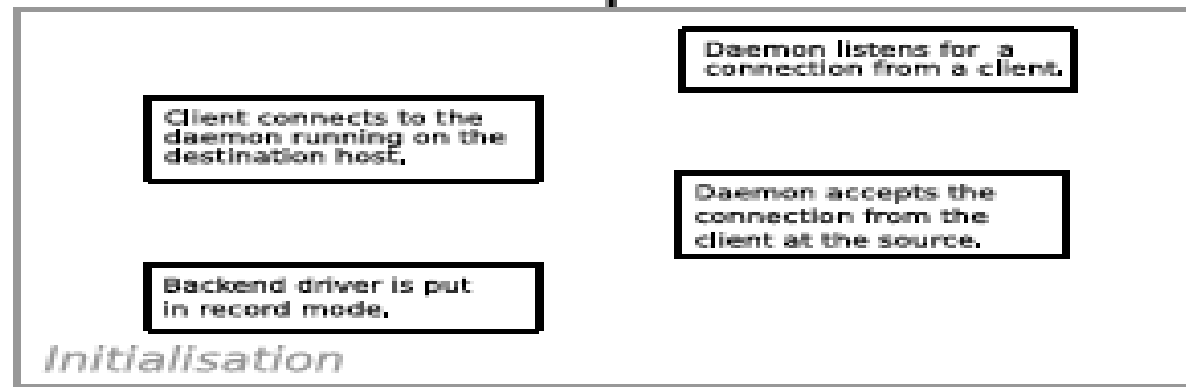 Daemon listens for a
connection from a client.
Client connects to the
daemon running on the
destination host.
Daemon accepts the
connection from the
client at the source.
Backend driver is put
in record mode.
Initialisation